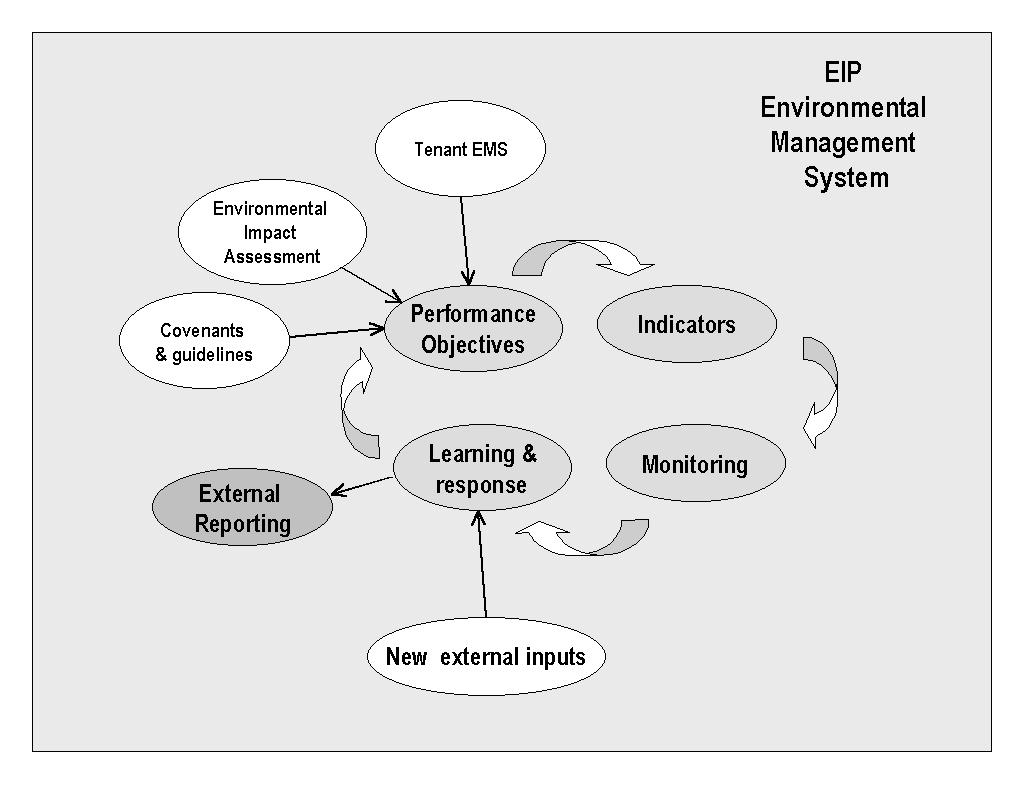 EIP
Environmental
Management
System
Tenant EMS
Environmental
Impact
Assessment
Covenants
& guidelines
Performance
Objectives
Indicators
Learning &
response
Monitoring
External
Reporting
New external inputs